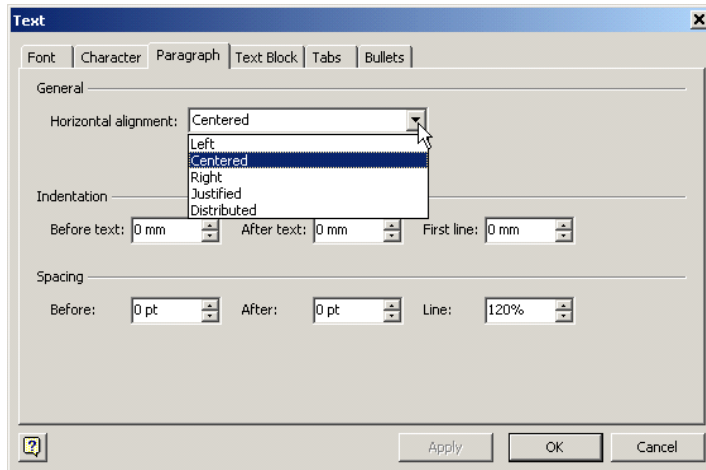 Text
Font Character Paragraph Text Block Tabs Bullets
General
Horizontal alignment: Centered
Left
Centered
Right
Justified
Distributed
Indentation
Before text: 0 mm After text: 0 mm First line: 0 mm
Spacing
Before: 0 pt After: 0 pt Line: 120%
Apply OK Cancel